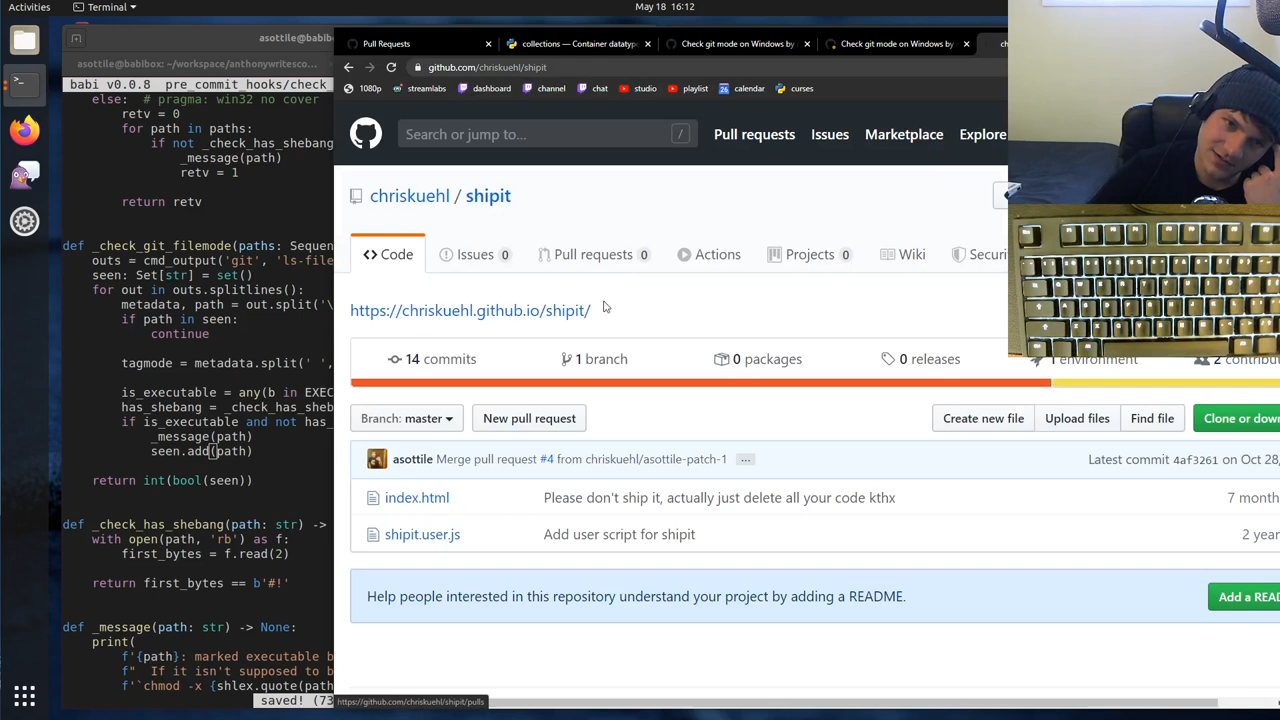 Activities
Terminal
May 18 16:12
asottile@babibo
asottile@babibox: ~/workspace/anthonywritesco...
babi v0.0.8 pre_commit_hooks/check_
else: # pragma: win32 no cover
retv = 0
for path in paths:
if not _check_has_shebang
_message(path)
retv = 1
return retv
def _check_git_filemode(paths: Sequen
outs = cmd_output('git', 'ls-file
seen: Set[str] = set()
for out in outs.splitlines():
metadata, path = out.split('\
if path in seen:
continue
tagmode = metadata.split(' ',
is_executable = any(b in EXEC
has_shebang = _check_has_sheb
if is_executable and not has_
_message(path)
seen.add(path)
return int(bool(seen))
def _check_has_shebang(path: str) ->
with open(path, 'rb') as f:
first_bytes = f.read(2)
return first_bytes == b'#!'
def _message(path: str) -> None:
print(
f'{path}: marked executable b
f" If it isn't supposed to b
f'`chmod -x {shlex.quote(path
saved! (73
Pull Requests
collections — Container datatyp
Check git mode on Windows by
Check git mode on Windows by
ch
github.com/chriskuehl/shipit
1080p
streamlabs
dashboard
channel
chat
studio
playlist
26 calendar
curses
Search or jump to...
/
Pull requests
Issues
Marketplace
Explore
chriskuehl / shipit
<> Code
Issues 0
Pull requests 0
Actions
Projects 0
Wiki
Securi
https://chriskuehl.github.io/shipit/
14 commits
1 branch
0 packages
0 releases
1 environment
2 contribut
Branch: master
New pull request
Create new file
Upload files
Find file
Clone or down
asottile Merge pull request #4 from chriskuehl/asottile-patch-1 ...
Latest commit 4af3261 on Oct 28,
index.html
Please don't ship it, actually just delete all your code kthx
7 month
shipit.user.js
Add user script for shipit
2 year
Help people interested in this repository understand your project by adding a README.
Add a READ
https://github.com/chriskuehl/shipit/pulls